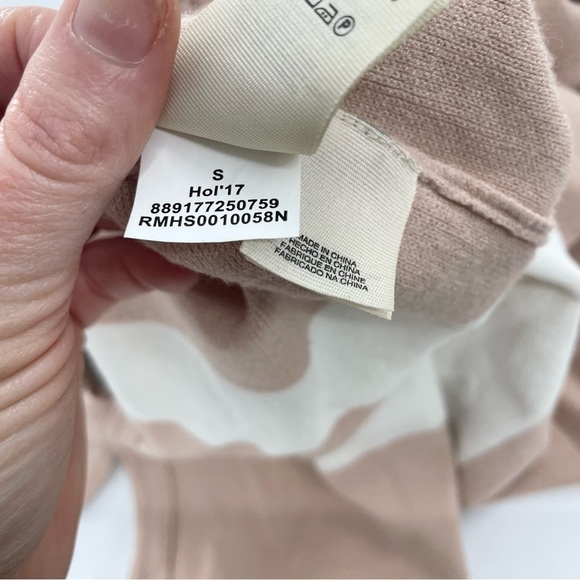 P
S
Hol'17
889177250759
RMHS0010058N
MADE IN CHINA
HECHO EN CHINA
FABRIQUE EN CHINE
FABRICADO NA CHINA